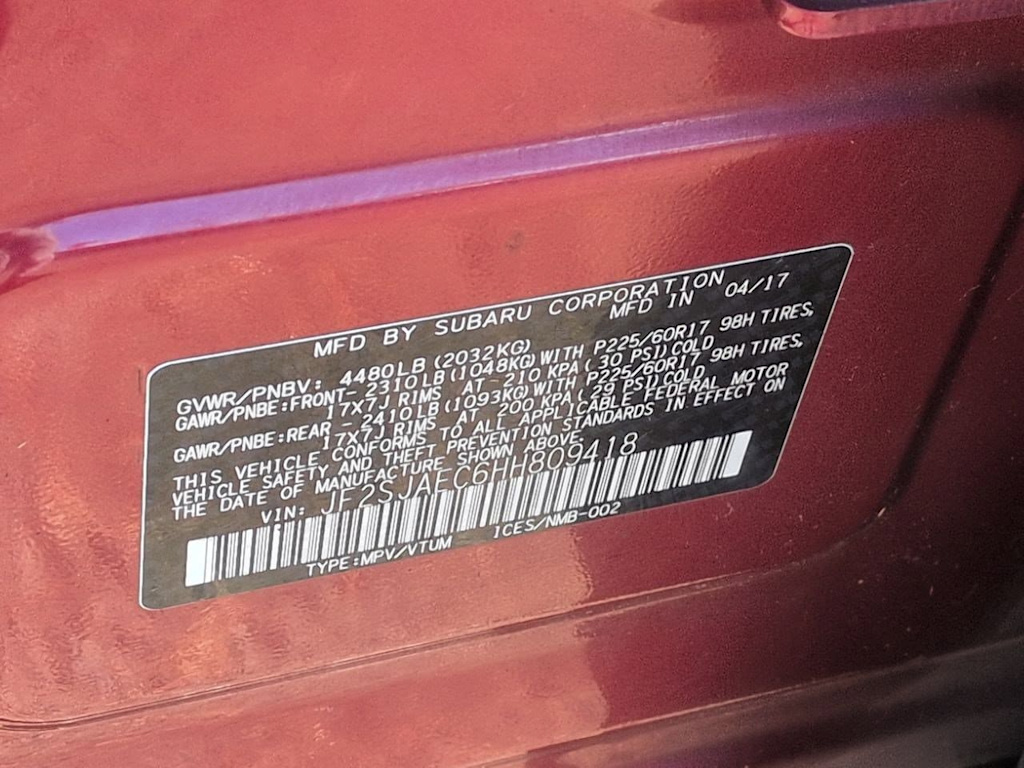 MFD BY SUBARU CORPORATION
MFD IN 04/17
GVWR/PNBV: 4480LB(2032KG)
GAWR/PNBE:FRONT-2310LB(1048KG)WITH P225/60R17 98H TIRES,
17X7J RIMS AT 210 KPA(30 PSI)COLD
GAWR/PNBE:REAR -2410LB(1093KG)WITH P225/60R17 98H TIRES,
17X7J RIMS AT 200 KPA(29 PSI)COLD
THIS VEHICLE CONFORMS TO ALL APPLICABLE FEDERAL MOTOR
VEHICLE SAFETY AND THEFT PREVENTION STANDARDS IN EFFECT ON
THE DATE OF MANUFACTURE SHOWN ABOVE.
VIN: JF2SJAFC6HH809418
TYPE:MPV/VTUM ICES/NMB-002